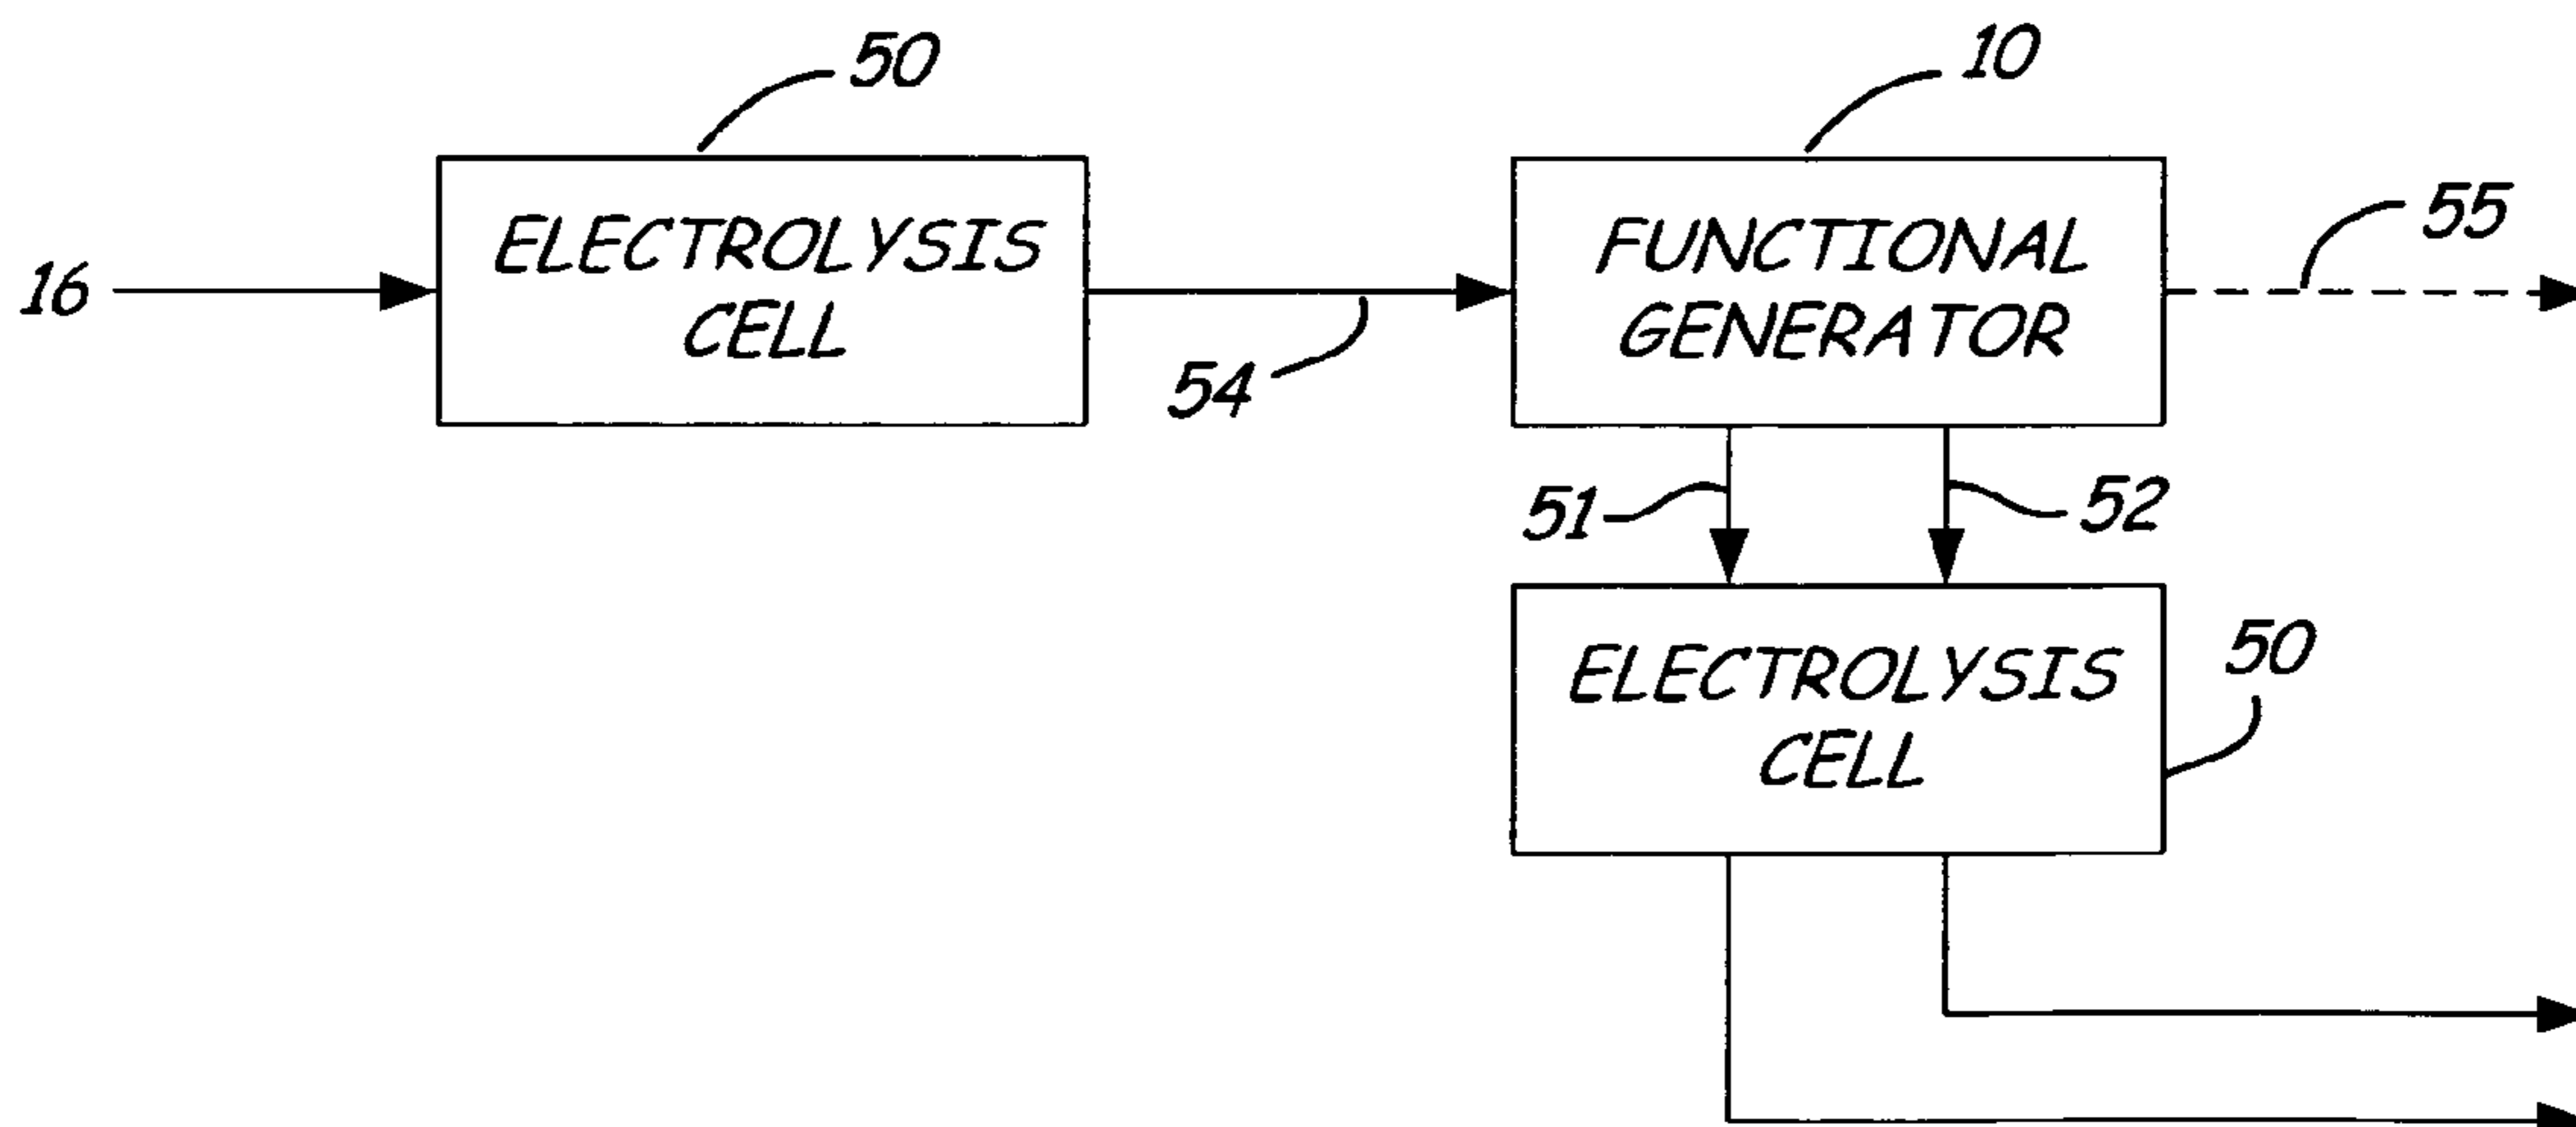 50
10
ELECTROLYSIS
CELL
FUNCTIONAL
GENERATOR
55
16
54
51
52
ELECTROLYSIS
CELL
50